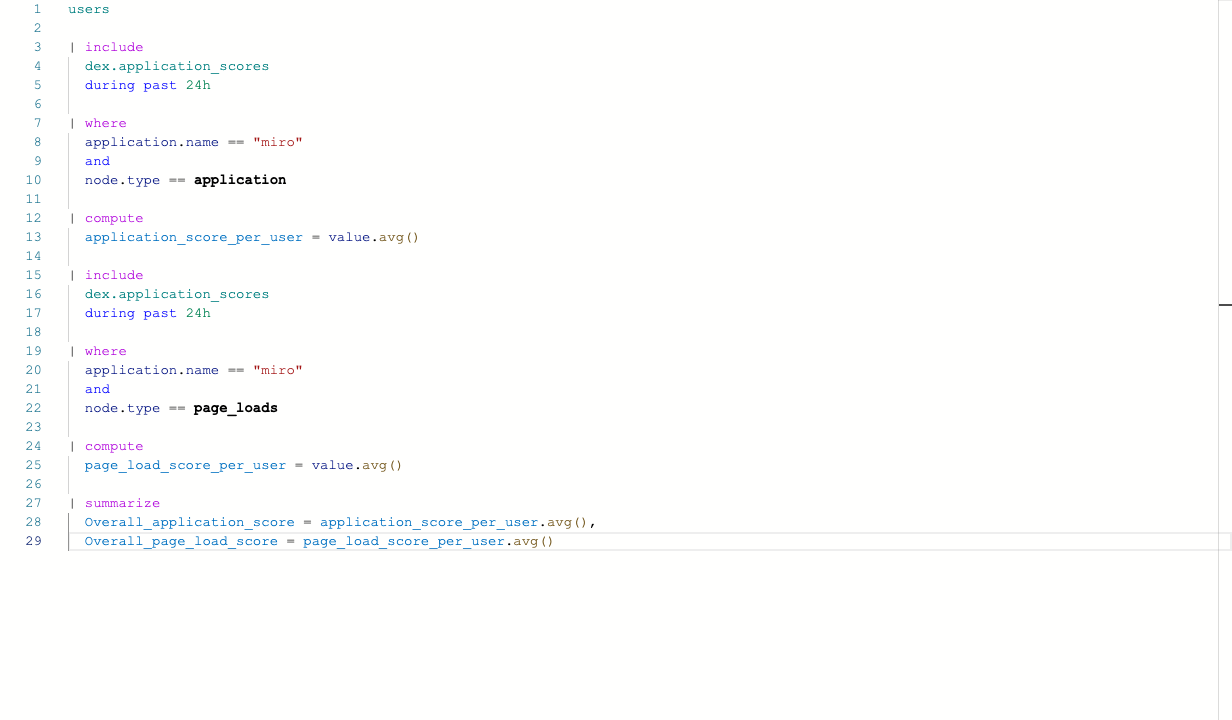 1 users
2
3 | include
4 dex.application_scores
5 during past 24h
6
7 | where
8 application.name == "miro"
9 and
10 node.type == application
11
12 | compute
13 application_score_per_user = value.avg()
14
15 | include
16 dex.application_scores
17 during past 24h
18
19 | where
20 application.name == "miro"
21 and
22 node.type == page_loads
23
24 | compute
25 page_load_score_per_user = value.avg()
26
27 | summarize
28 Overall_application_score = application_score_per_user.avg(),
29 Overall_page_load_score = page_load_score_per_user.avg()